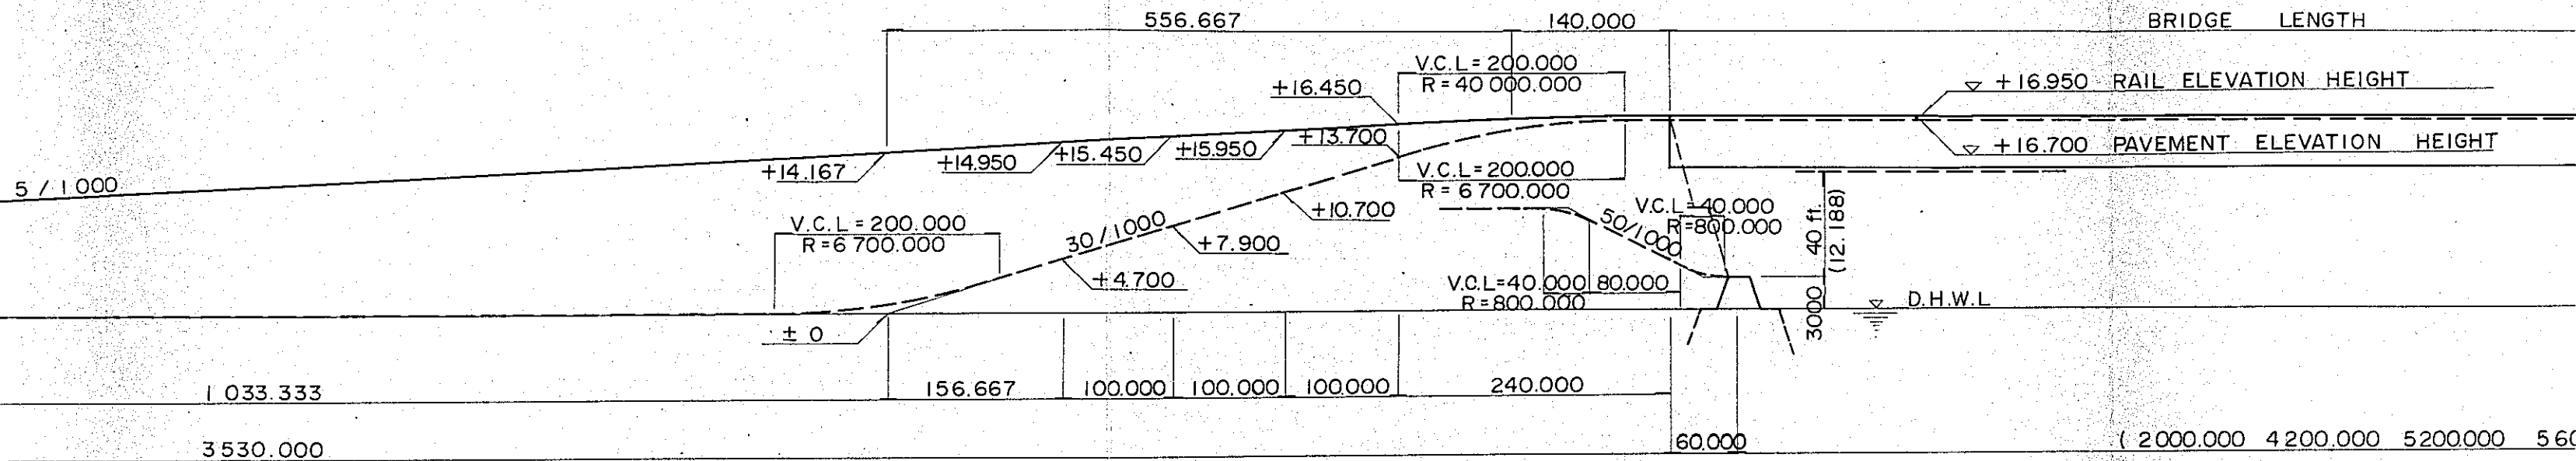 556.667
140.000
BRIDGE LENGTH
V.C.L = 200.000
R = 40 000.000
+16.450
+16.950 RAIL ELEVATION HEIGHT
+13.700
+16.700 PAVEMENT ELEVATION HEIGHT
+15.950
+15.450
+14.950
+14.167
5 / 1 000
V.C.L = 200.000
R = 6 700.000
+10.700
V.C.L = 40.000
R = 800.000
50/1000
40 ft.
(12.188)
V.C.L = 200.000
R = 6 700.000
30/1000
+7.900
+4.700
V.C.L = 40.000
R = 800.000
80.000
3000
D.H.W.L
± 0
1 033.333
156.667
100.000
100.000
100.000
240.000
3 530.000
60.000
( 2000.000 4 200.000 5200.000